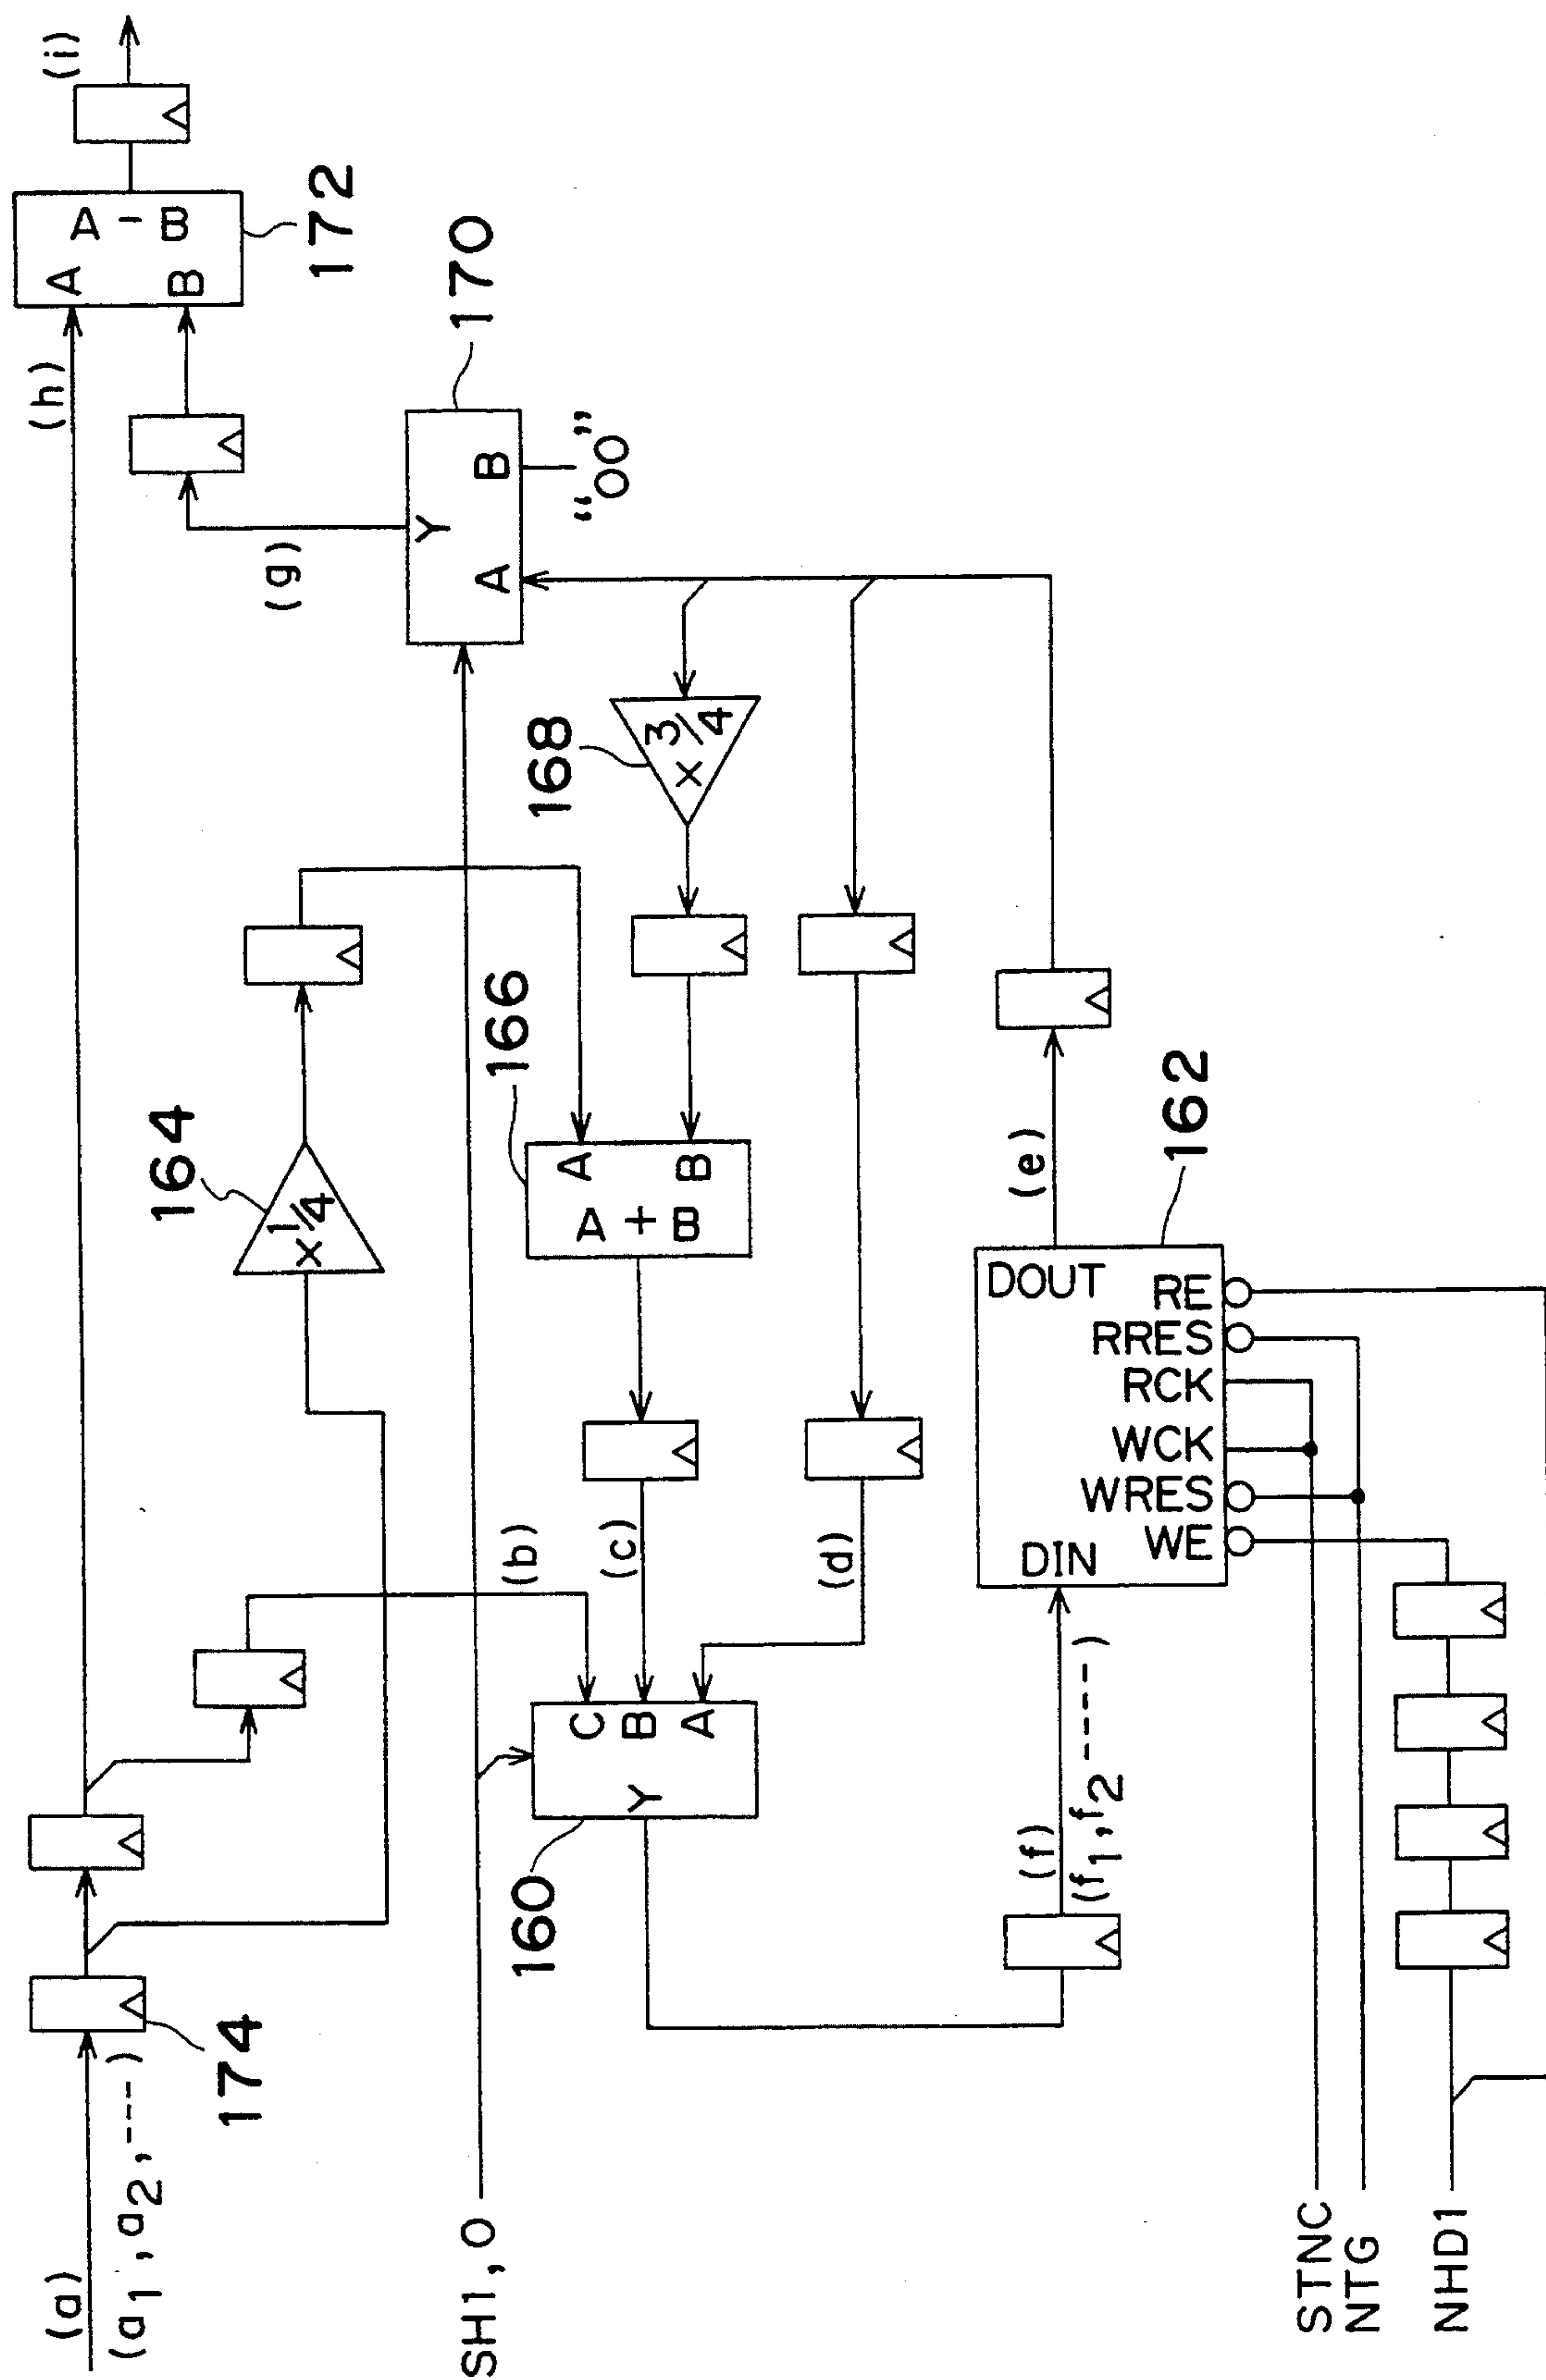 (a)
(a1, a2, ---)
174
(h)
A
B
A - B
172
(i)
164
x 1/4
(g)
SH1, 0
(b)
(c)
(d)
160
C
B
A
Y
166
A
B
A + B
168
x 3/4
170
Y
A
B
"00"
(f)
(f1, f2 -----)
(e)
162
DIN
DOUT
WE
WRES
WCK
RCK
RRES
RE
STNC
NTG
NHD1